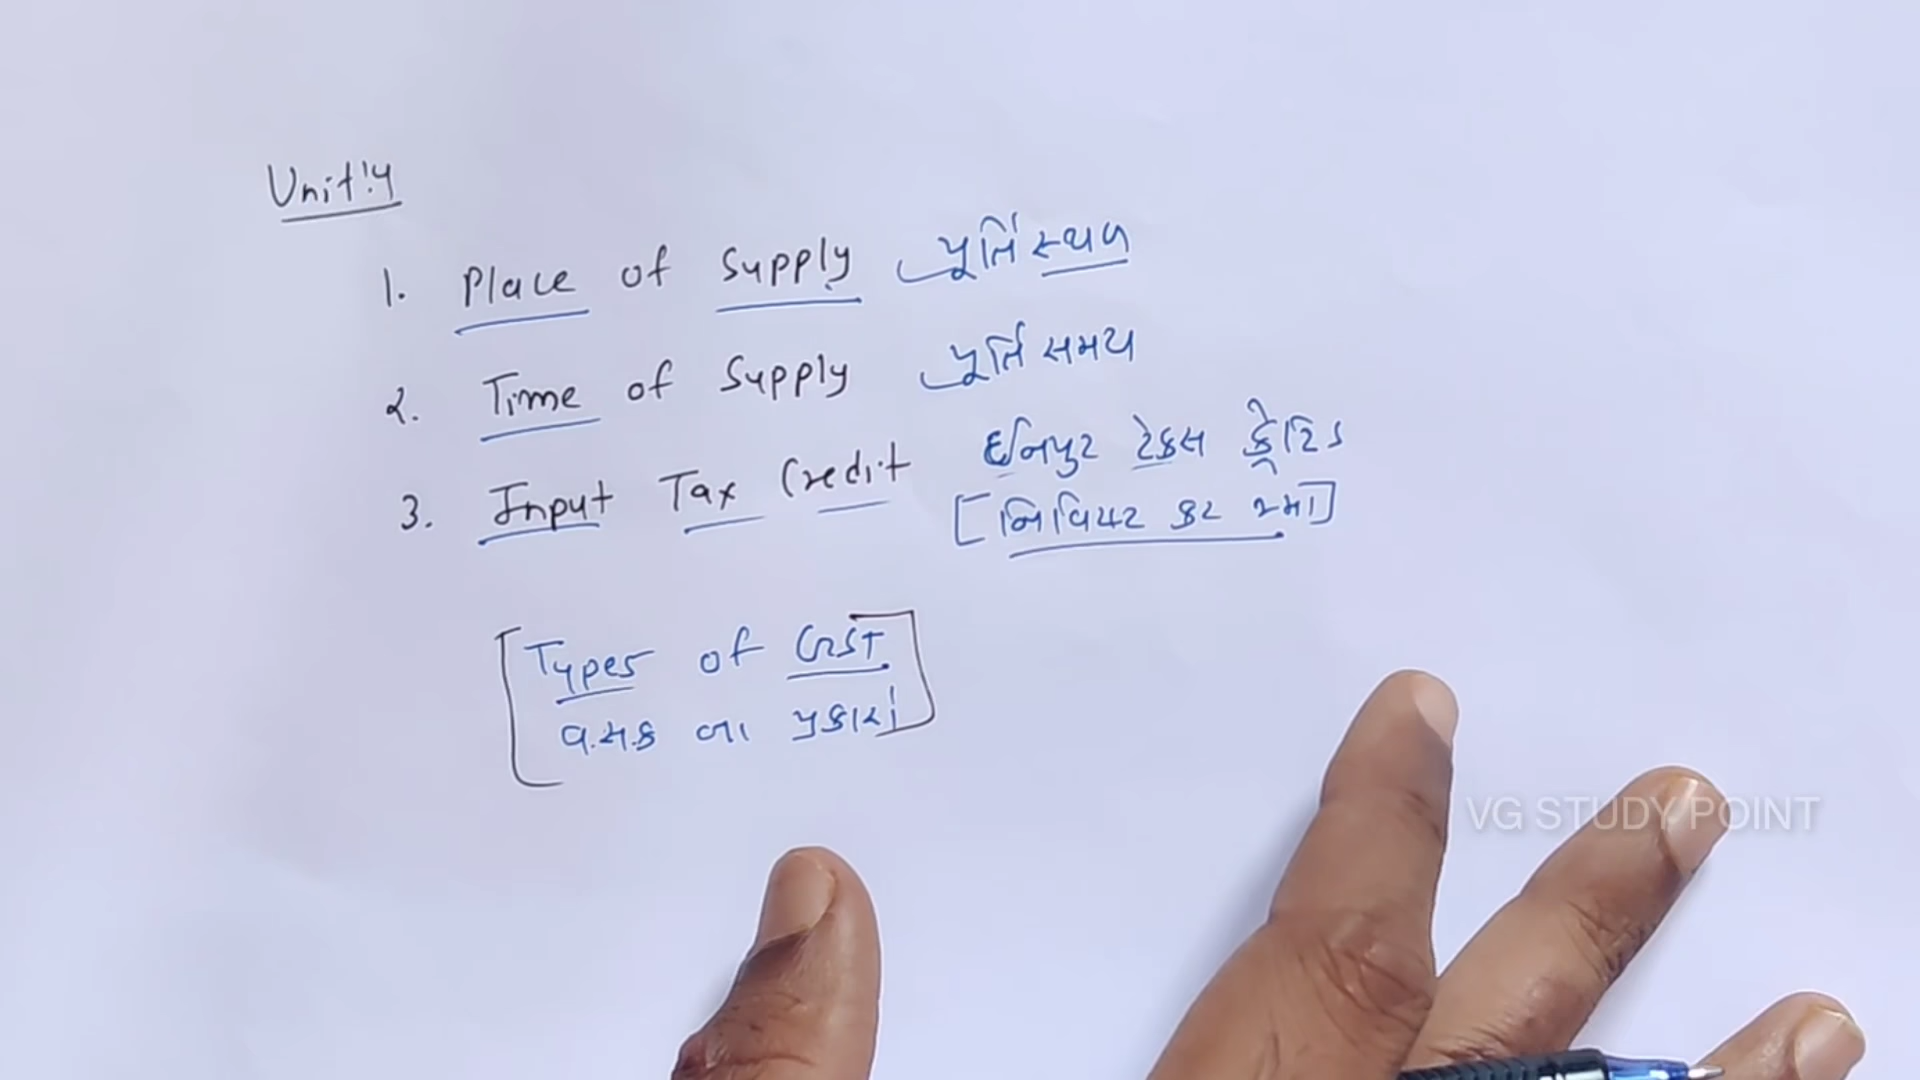 Unit:4
1. Place of Supply પૂર્તિ સ્થળ
2. Time of Supply પૂર્તિ સમય
3. Input Tax Credit ઈનપુટ ટેક્સ ક્રેડિટ
[નિવિષ્ટ કર જમા]
[Types of GST
વ.સ.ક ના પ્રકારો]
VG STUDY POINT